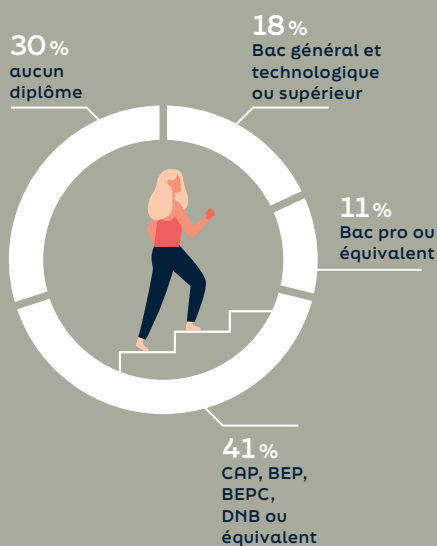 30 %
aucun
diplôme
18 %
Bac général et
technologique
ou supérieur
11 %
Bac pro ou
équivalent
41 %
CAP, BEP,
BEPC,
DNB ou
équivalent